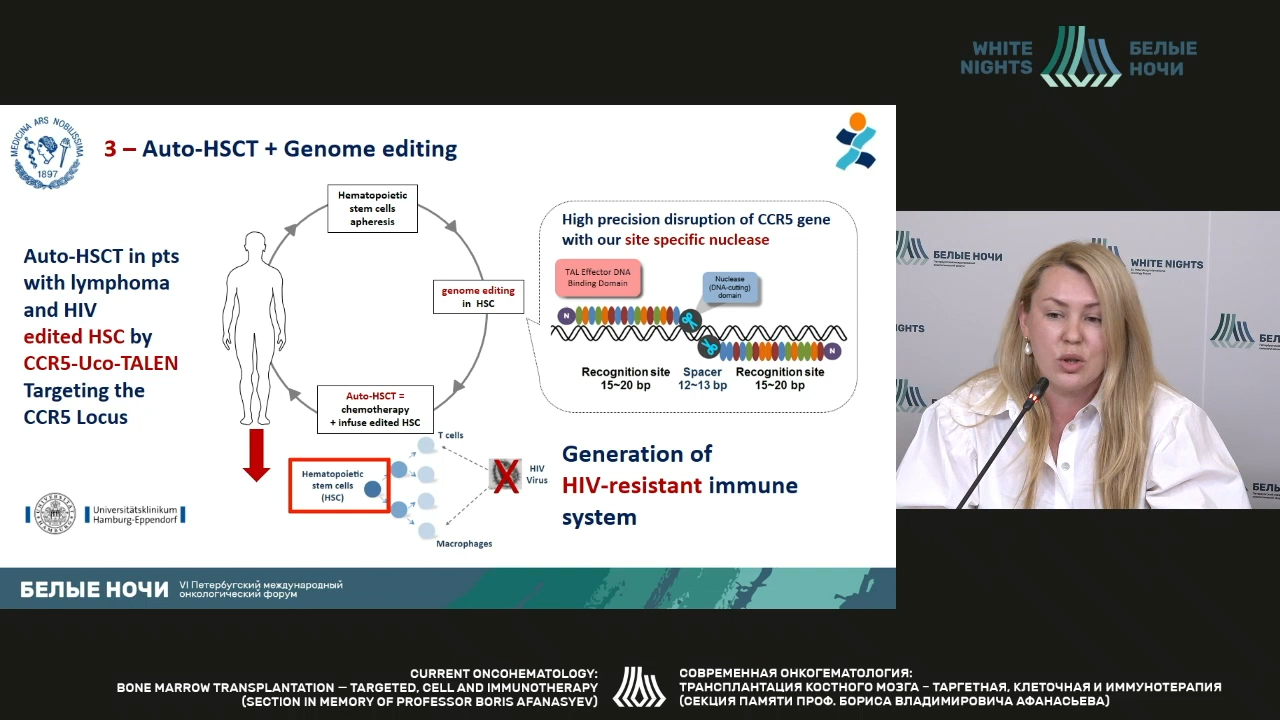 WHITE
NIGHTS
БЕЛЫЕ
НОЧИ
MEDICINA ARS NOBILISSIMA
1897
3 – Auto-HSCT + Genome editing
Hematopoietic
stem cells
apheresis
genome editing
in HSC
Auto-HSCT =
chemotherapy
+ infuse edited HSC
Auto-HSCT in pts
with lymphoma
and HIV
edited HSC by
CCR5-Uco-TALEN
Targeting the
CCR5 Locus
High precision disruption of CCR5 gene
with our site specific nuclease
TAL Effector DNA
Binding Domain
Nuclease
(DNA-cutting)
domain
N
N
Recognition site
15~20 bp
Spacer
12~13 bp
Recognition site
15~20 bp
T cells
Hematopoietic
stem cells
(HSC)
HIV
Virus
Macrophages
Generation of
HIV-resistant immune
system
Universitätsklinikum
Hamburg-Eppendorf
БЕЛЫЕ НОЧИ
VI Петербугский международный
онкологический форум
БЕЛЫЕ НОЧИ
WHITE NIGHTS
NIGHTS
CURRENT ONCOHEMATOLOGY:
BONE MARROW TRANSPLANTATION — TARGETED, CELL AND IMMUNOTHERAPY
(SECTION IN MEMORY OF PROFESSOR BORIS AFANASYEV)
СОВРЕМЕННАЯ ОНКОГЕМАТОЛОГИЯ:
ТРАНСПЛАНТАЦИЯ КОСТНОГО МОЗГА – ТАРГЕТНАЯ, КЛЕТОЧНАЯ И ИММУНОТЕРАПИЯ
(СЕКЦИЯ ПАМЯТИ ПРОФ. БОРИСА ВЛАДИМИРОВИЧА АФАНАСЬЕВА)